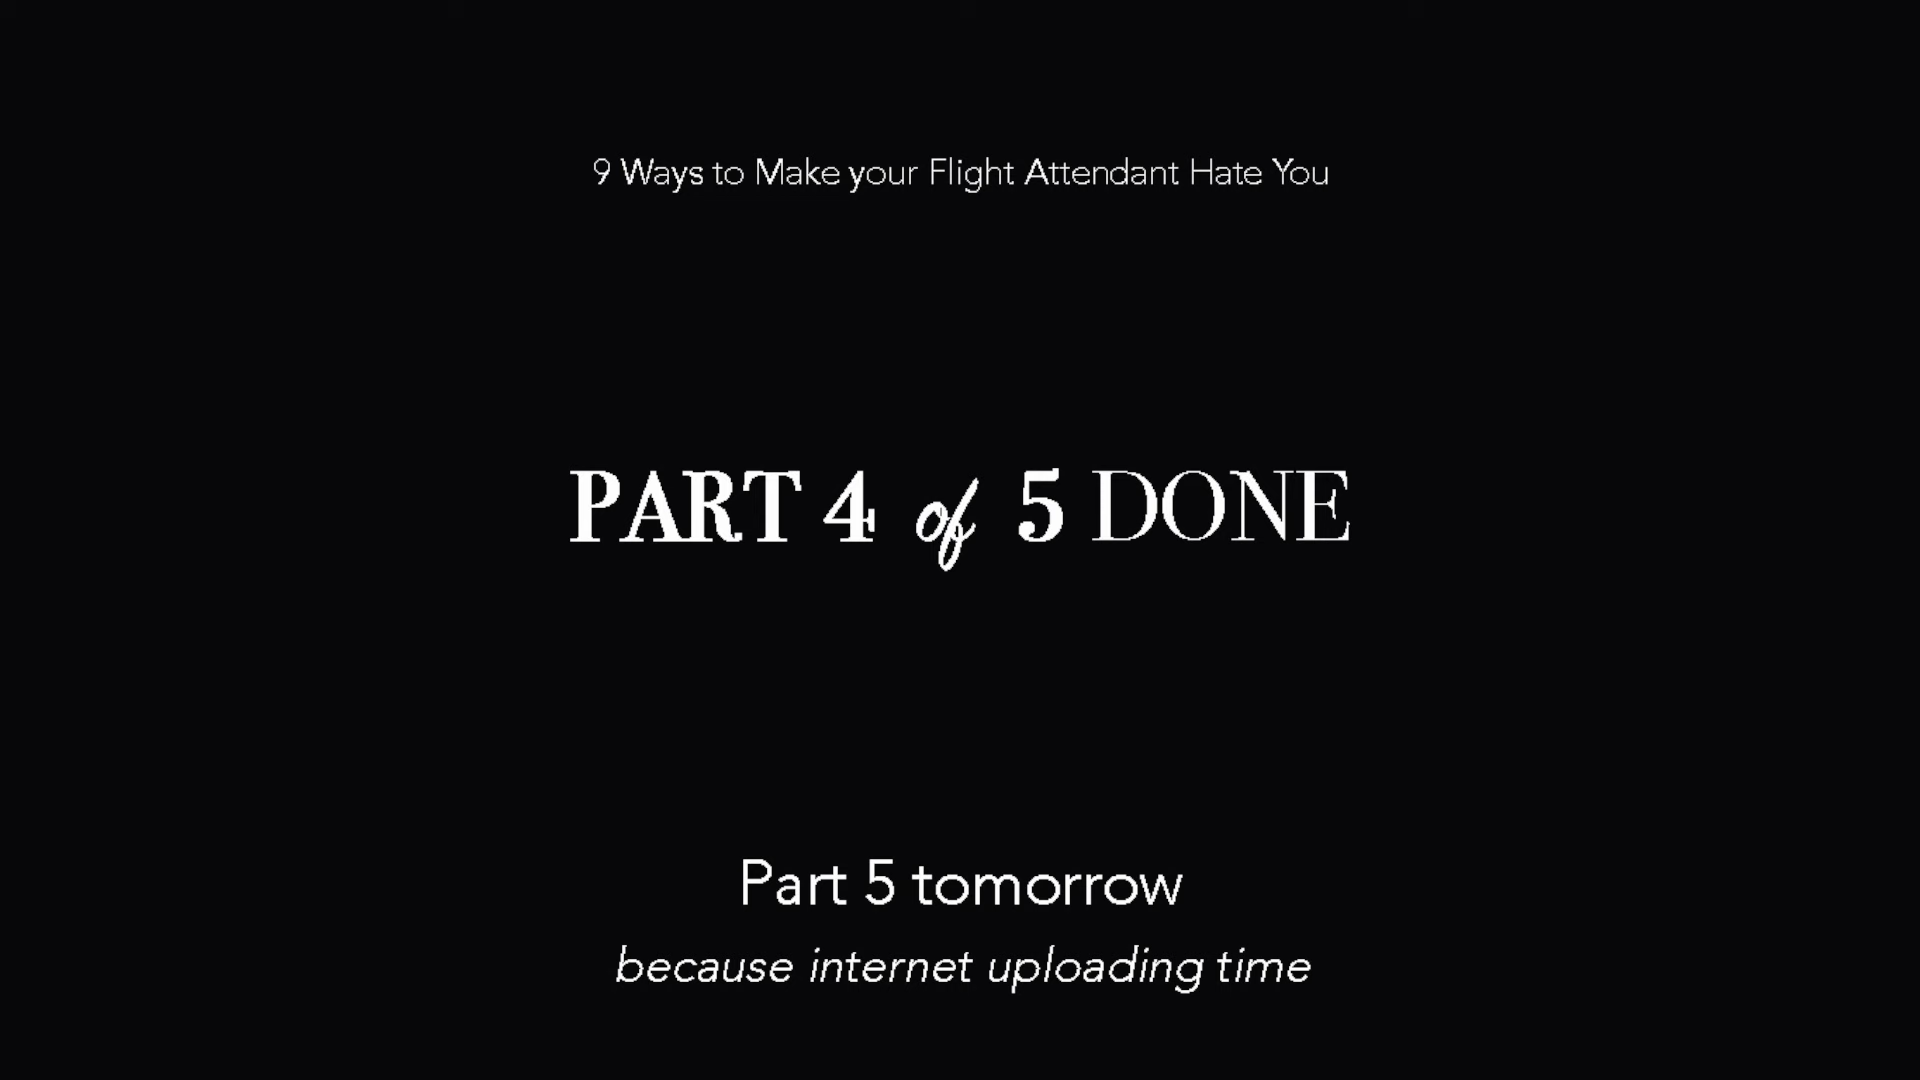 9 Ways to Make your Flight Attendant Hate You
PART 4 of 5 DONE
Part 5 tomorrow
because internet uploading time